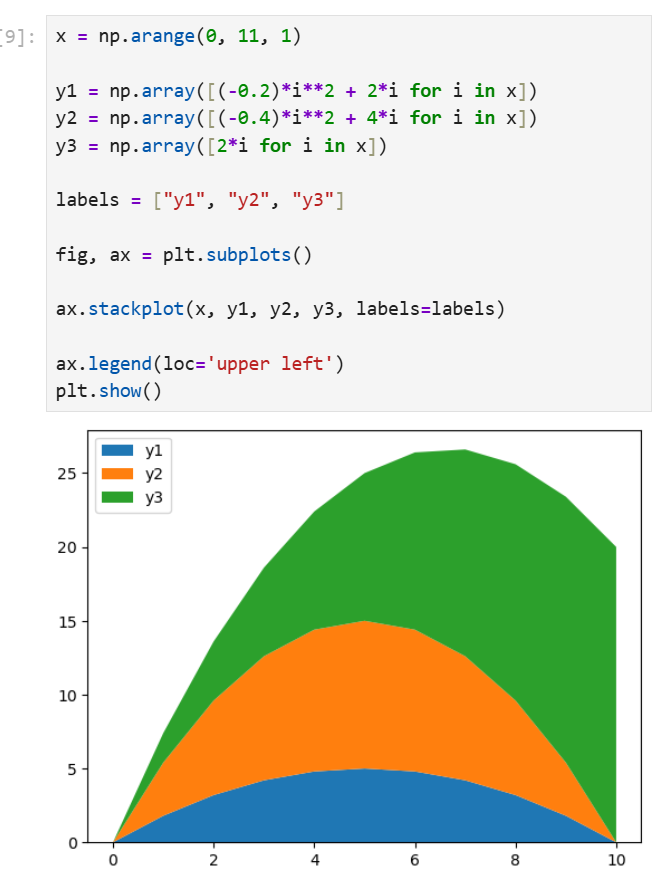 [9]: x = np.arange(0, 11, 1)
y1 = np.array([(-0.2)*i**2 + 2*i for i in x])
y2 = np.array([(-0.4)*i**2 + 4*i for i in x])
y3 = np.array([2*i for i in x])
labels = ["y1", "y2", "y3"]
fig, ax = plt.subplots()
ax.stackplot(x, y1, y2, y3, labels=labels)
ax.legend(loc='upper left')
plt.show()
y1
y2
y3
25
20
15
10
5
0
0 2 4 6 8 10